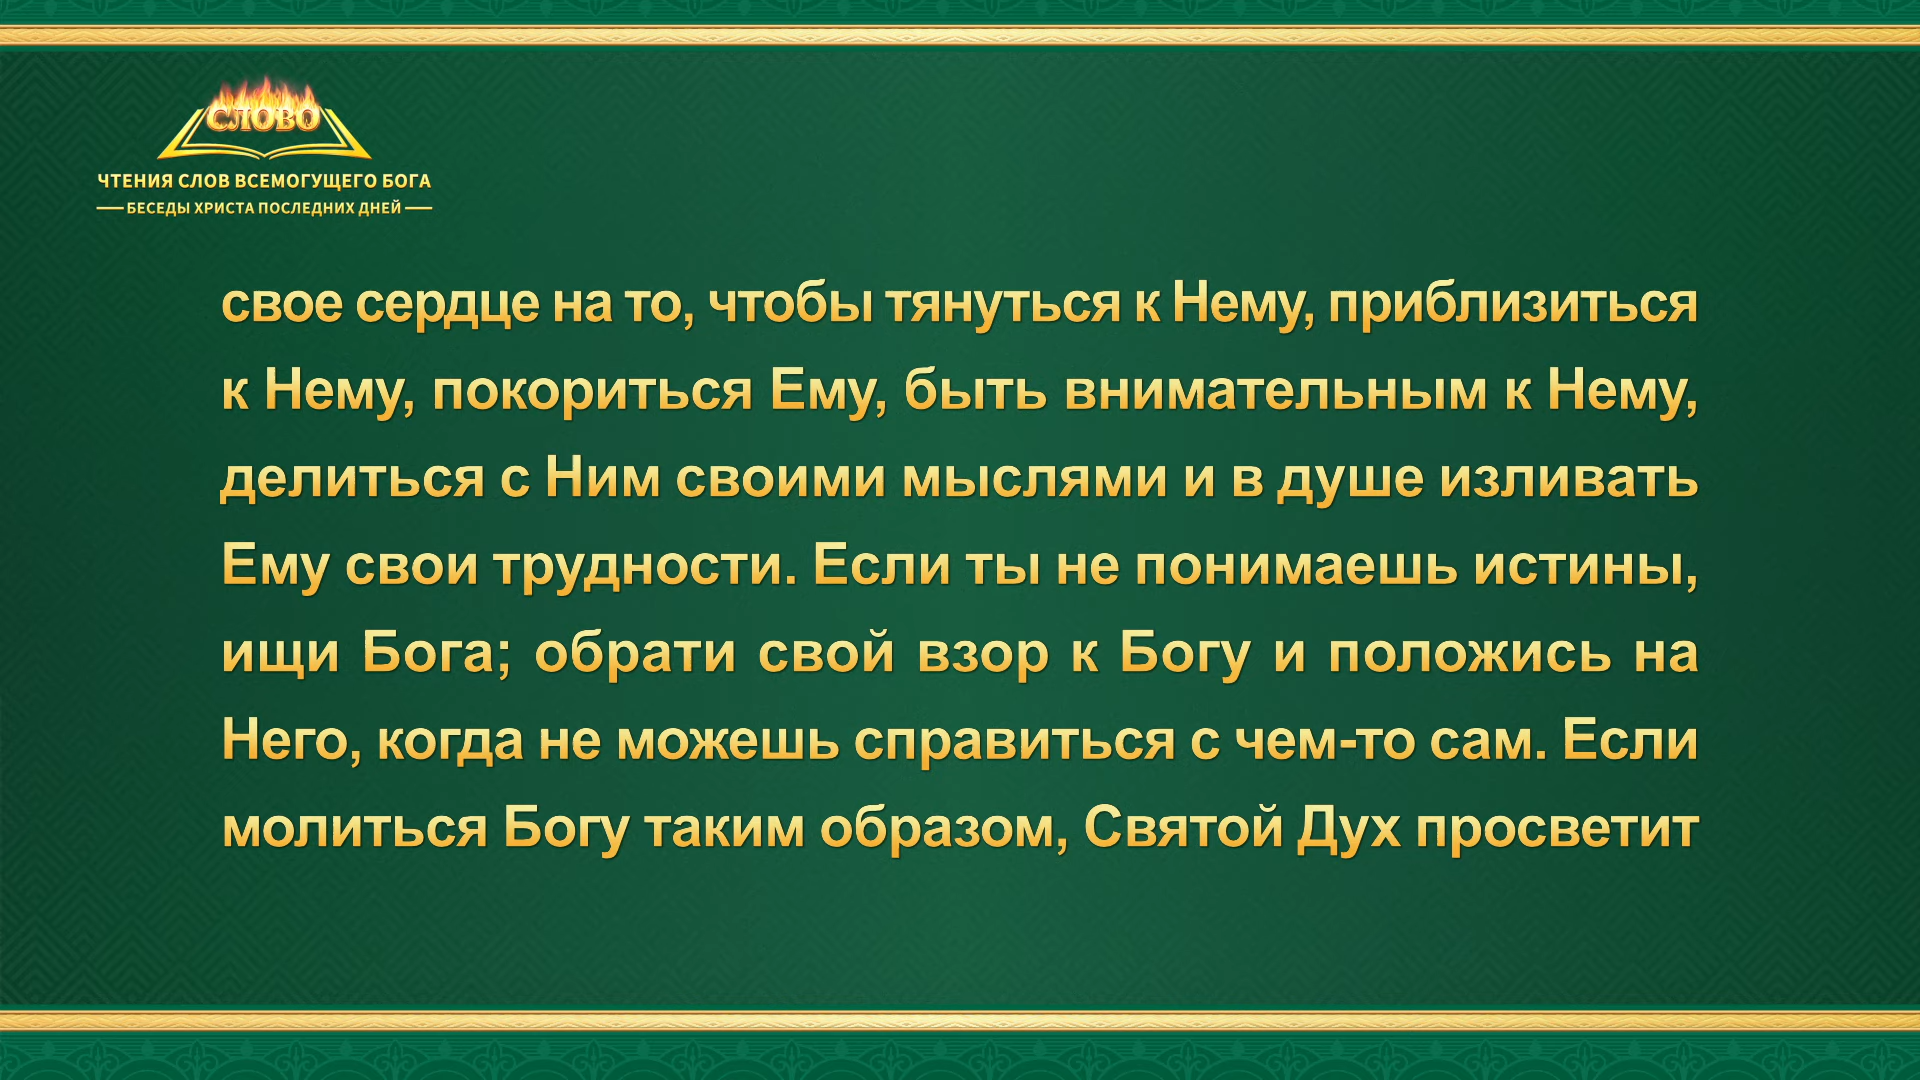 СЛОВО
ЧТЕНИЯ СЛОВ ВСЕМОГУЩЕГО БОГА
БЕСЕДЫ ХРИСТА ПОСЛЕДНИХ ДНЕЙ
свое сердце на то, чтобы тянуться к Нему, приблизиться
к Нему, покориться Ему, быть внимательным к Нему,
делиться с Ним своими мыслями и в душе изливать
Ему свои трудности. Если ты не понимаешь истины,
ищи Бога; обрати свой взор к Богу и положись на
Него, когда не можешь справиться с чем-то сам. Если
молиться Богу таким образом, Святой Дух просветит